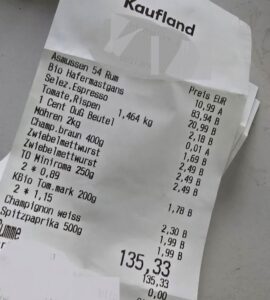 Kaufland
Preis EUR
Asmussen 54 Rum 10,99 A
Bio Hafermastgans 83,94 B
Selez.Espresso 20,99 B
Tomate,Rispen 2,18 B
1,464 kg
1 Cent DuG Beutel 0,01 A
Möhren 2kg 1,69 B
Champ.braun 400g 2,49 B
Zwiebelmettwurst 2,49 B
Zwiebelmettwurst 2,49 B
TO Miniroma 250g
2 * 0,89 1,78 B
KBio Tom.mark 200g
2 * 1,15 2,30 B
Champignon weiss 1,99 B
Spitzpaprika 500g 1,99 B
Summe 135,33
135,33
0,00